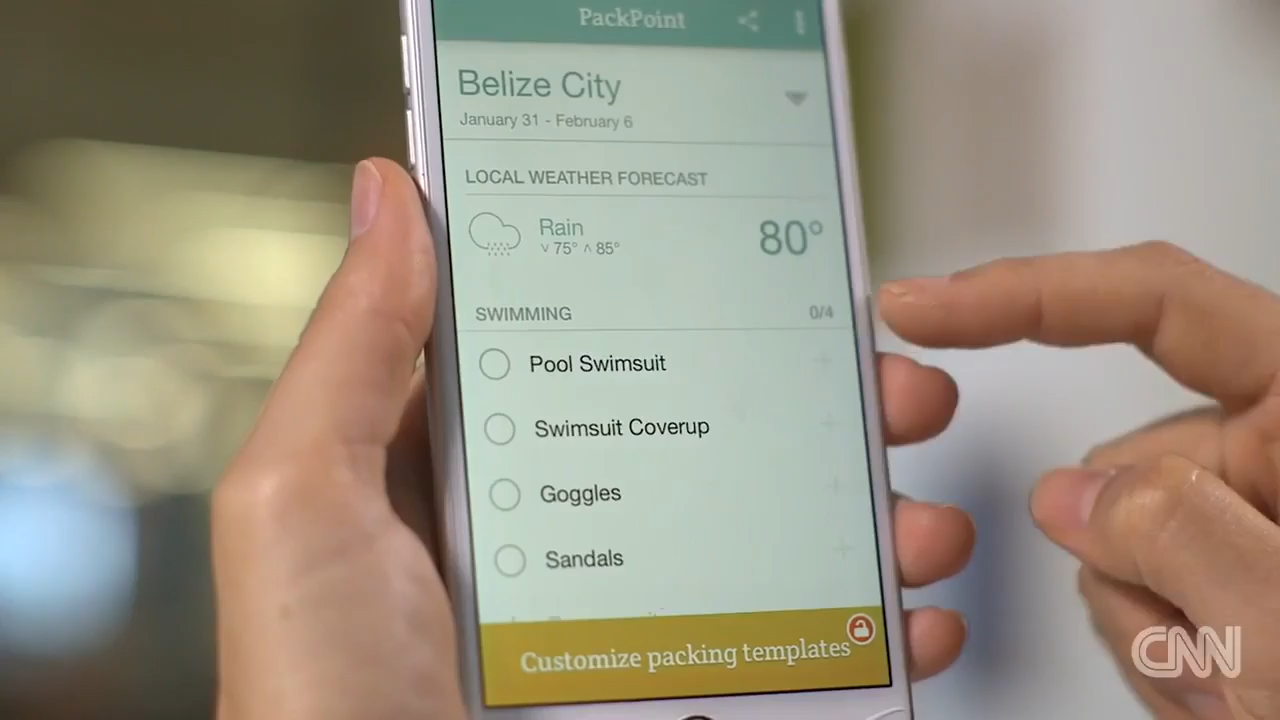 PackPoint
Belize City
January 31 - February 6
LOCAL WEATHER FORECAST
Rain
80°
˅ 75° ˄ 85°
SWIMMING 0/4
Pool Swimsuit
Swimsuit Coverup
Goggles
Sandals
Customize packing templates
CNN